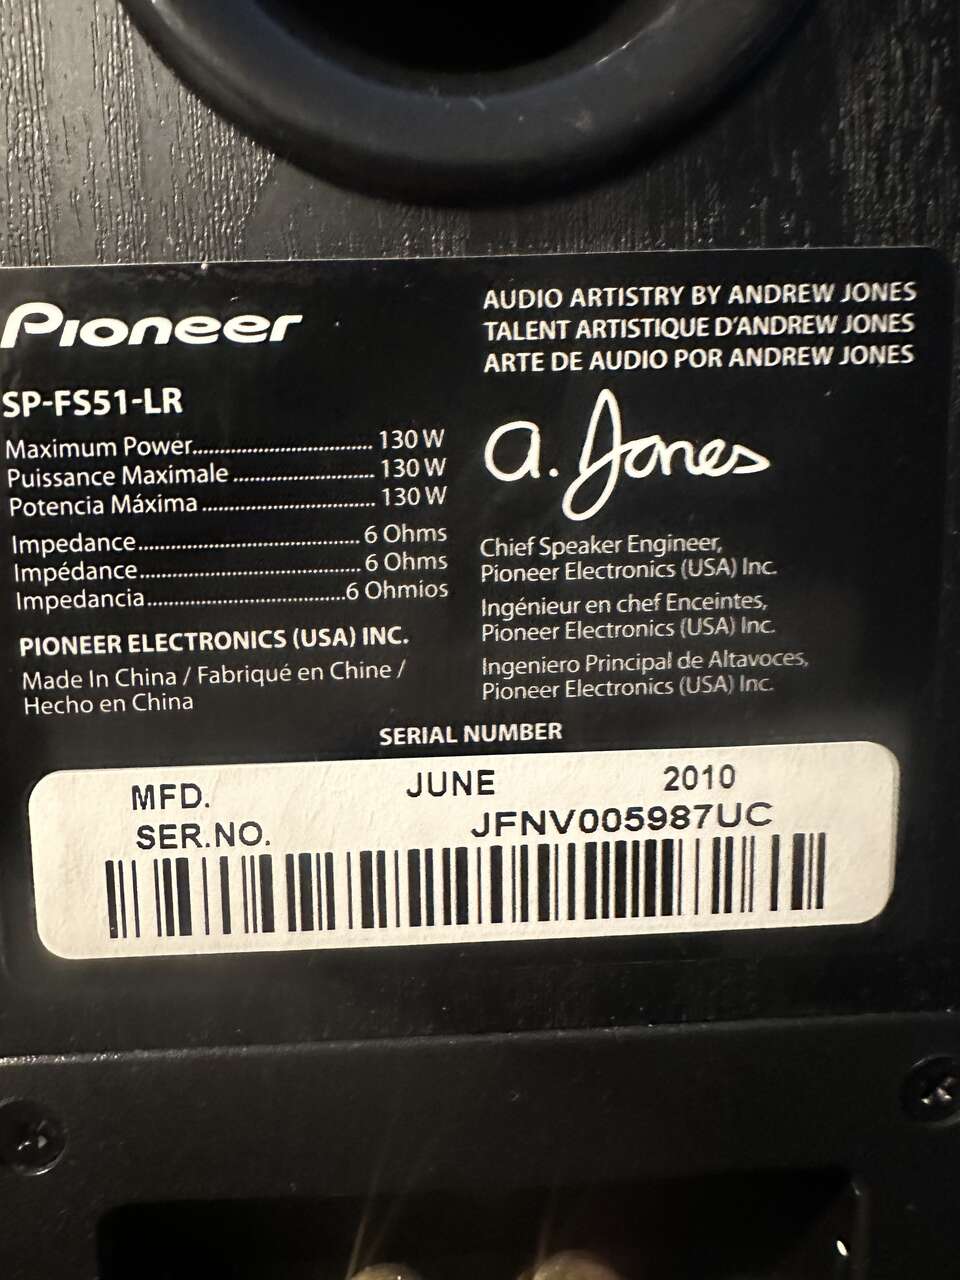 Pioneer
SP-FS51-LR
Maximum Power.............................. 130 W
Puissance Maximale ........................ 130 W
Potencia Máxima ............................. 130 W
Impedance...................................... 6 Ohms
Impédance...................................... 6 Ohms
Impedancia..................................6 Ohmios
PIONEER ELECTRONICS (USA) INC.
Made In China / Fabriqué en Chine /
Hecho en China
AUDIO ARTISTRY BY ANDREW JONES
TALENT ARTISTIQUE D'ANDREW JONES
ARTE DE AUDIO POR ANDREW JONES
a. Jones
Chief Speaker Engineer,
Pioneer Electronics (USA) Inc.
Ingénieur en chef Enceintes,
Pioneer Electronics (USA) Inc.
Ingeniero Principal de Altavoces,
Pioneer Electronics (USA) Inc.
SERIAL NUMBER
MFD. JUNE 2010
SER.NO. JFNV005987UC